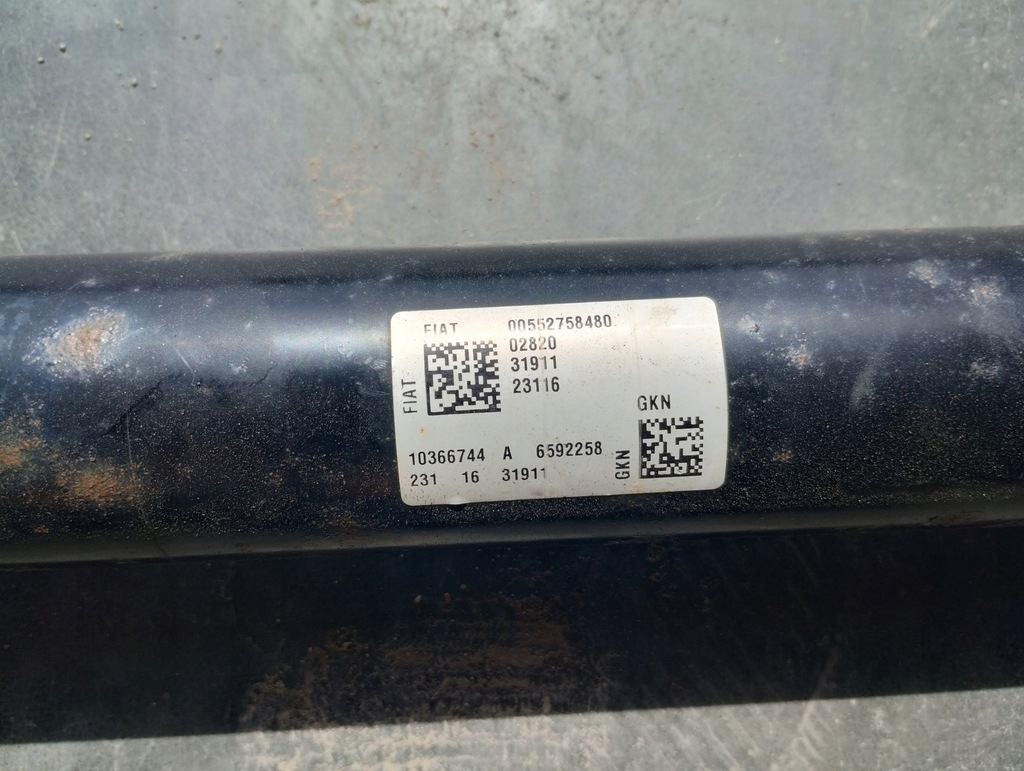 FIAT 00552758480
02820
31911
23116
FIAT
GKN
GKN
10366744 A 6592258
231 16 31911